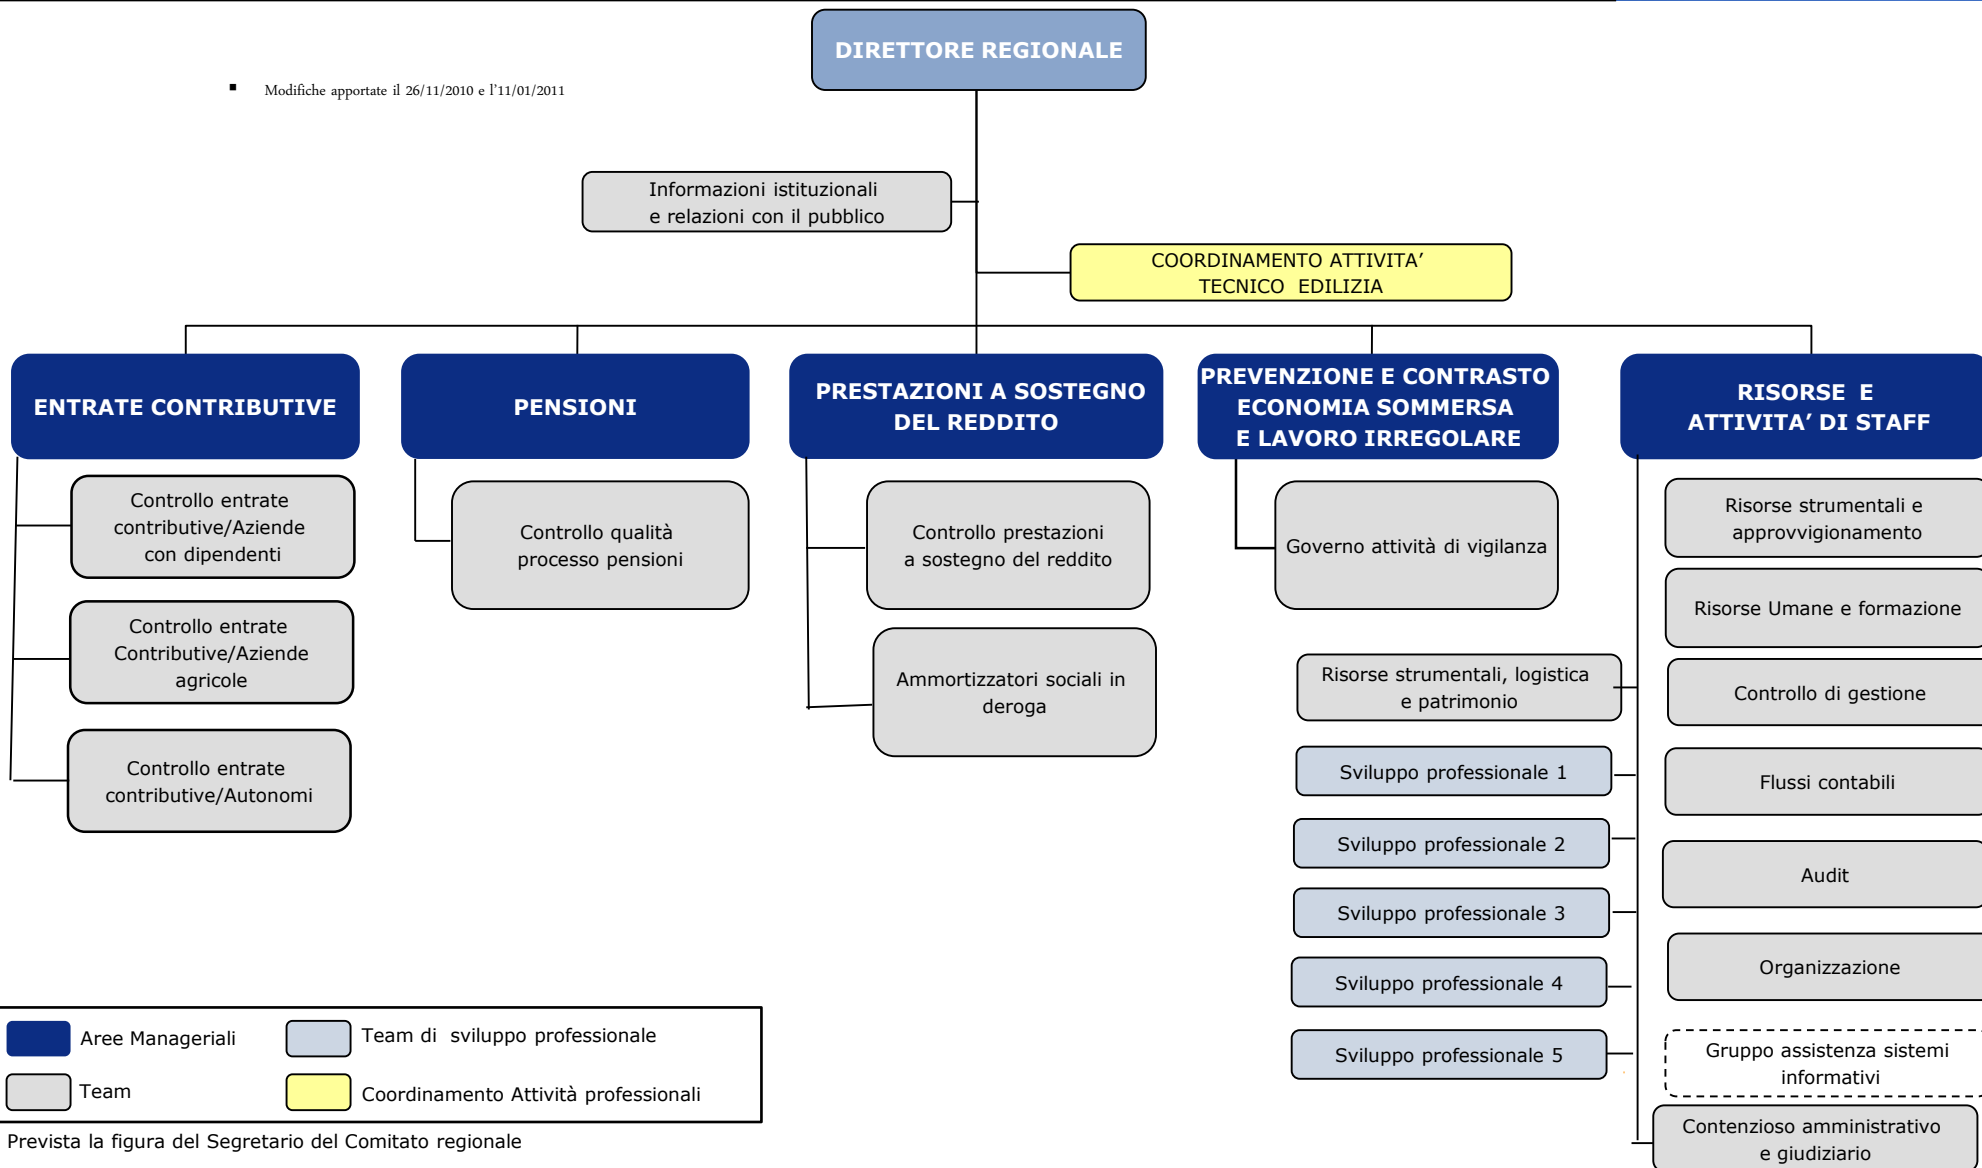 DIRETTORE REGIONALE
▪ Modifiche apportate il 26/11/2010 e l'11/01/2011
Informazioni istituzionali
e relazioni con il pubblico
COORDINAMENTO ATTIVITA’
TECNICO EDILIZIA
ENTRATE CONTRIBUTIVE
PENSIONI
PRESTAZIONI A SOSTEGNO
DEL REDDITO
PREVENZIONE E CONTRASTO
ECONOMIA SOMMERSA
E LAVORO IRREGOLARE
RISORSE E
ATTIVITA’ DI STAFF
Controllo entrate
contributive/Aziende
con dipendenti
Controllo entrate
Contributive/Aziende
agricole
Controllo entrate
contributive/Autonomi
Controllo qualità
processo pensioni
Controllo prestazioni
a sostegno del reddito
Ammortizzatori sociali in
deroga
Governo attività di vigilanza
Risorse strumentali, logistica
e patrimonio
Sviluppo professionale 1
Sviluppo professionale 2
Sviluppo professionale 3
Sviluppo professionale 4
Sviluppo professionale 5
Risorse strumentali e
approvvigionamento
Risorse Umane e formazione
Controllo di gestione
Flussi contabili
Audit
Organizzazione
Gruppo assistenza sistemi
informativi
Contenzioso amministrativo
e giudiziario
Aree Manageriali
Team di sviluppo professionale
Team
Coordinamento Attività professionali
Prevista la figura del Segretario del Comitato regionale